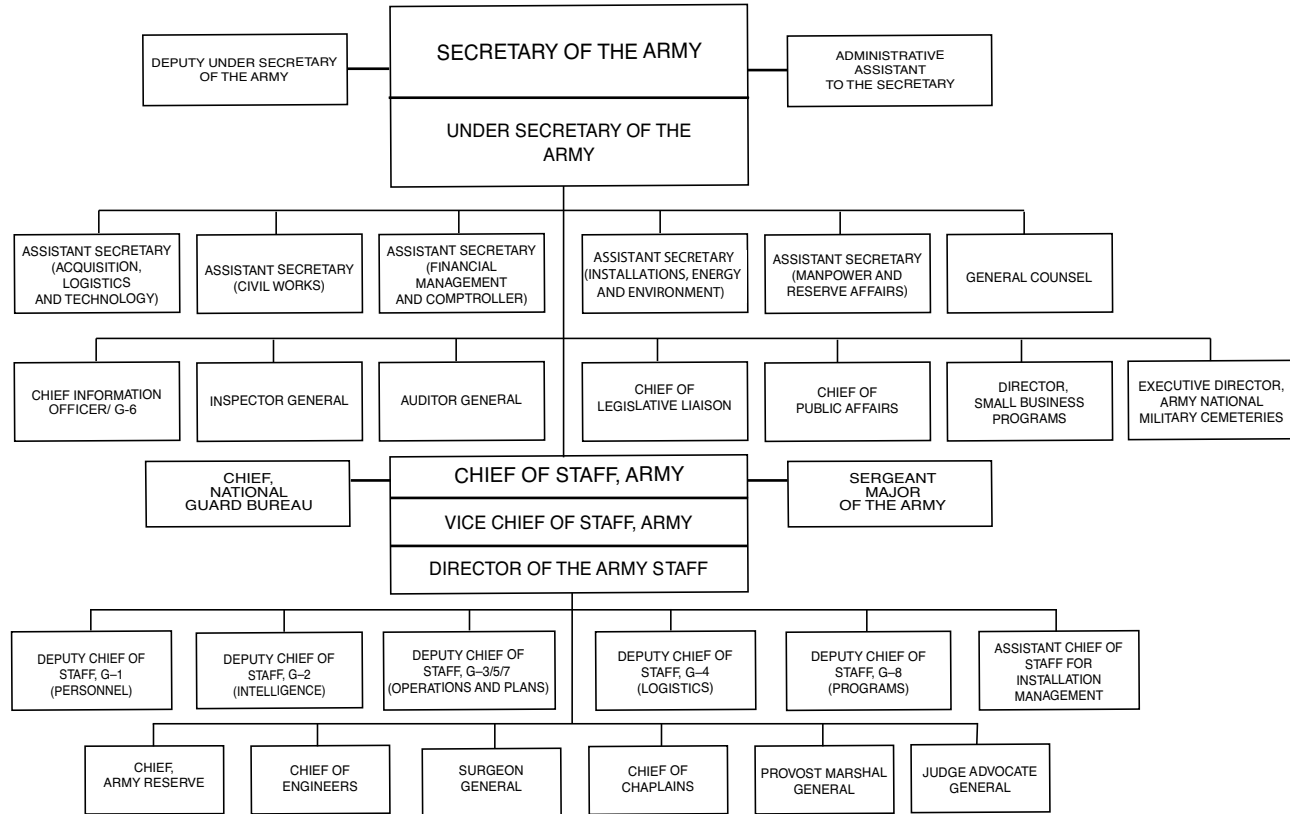 SECRETARY OF THE ARMY
DEPUTY UNDER SECRETARY
OF THE ARMY
ADMINISTRATIVE
ASSISTANT
TO THE SECRETARY
UNDER SECRETARY OF THE
ARMY
ASSISTANT SECRETARY
(ACQUISITION,
LOGISTICS
AND TECHNOLOGY)
ASSISTANT SECRETARY
(CIVIL WORKS)
ASSISTANT SECRETARY
(FINANCIAL
MANAGEMENT
AND COMPTROLLER)
ASSISTANT SECRETARY
(INSTALLATIONS, ENERGY
AND ENVIRONMENT)
ASSISTANT SECRETARY
(MANPOWER AND
RESERVE AFFAIRS)
GENERAL COUNSEL
CHIEF INFORMATION
OFFICER/ G-6
INSPECTOR GENERAL
AUDITOR GENERAL
CHIEF OF
LEGISLATIVE LIAISON
CHIEF OF
PUBLIC AFFAIRS
DIRECTOR,
SMALL BUSINESS
PROGRAMS
EXECUTIVE DIRECTOR,
ARMY NATIONAL
MILITARY CEMETERIES
CHIEF,
NATIONAL
GUARD BUREAU
CHIEF OF STAFF, ARMY
SERGEANT
MAJOR
OF THE ARMY
VICE CHIEF OF STAFF, ARMY
DIRECTOR OF THE ARMY STAFF
DEPUTY CHIEF OF
STAFF, G–1
(PERSONNEL)
DEPUTY CHIEF OF
STAFF, G–2
(INTELLIGENCE)
DEPUTY CHIEF OF
STAFF, G–3/5/7
(OPERATIONS AND PLANS)
DEPUTY CHIEF OF
STAFF, G–4
(LOGISTICS)
DEPUTY CHIEF OF
STAFF, G–8
(PROGRAMS)
ASSISTANT CHIEF OF
STAFF FOR
INSTALLATION
MANAGEMENT
CHIEF,
ARMY RESERVE
CHIEF OF
ENGINEERS
SURGEON
GENERAL
CHIEF OF
CHAPLAINS
PROVOST MARSHAL
GENERAL
JUDGE ADVOCATE
GENERAL